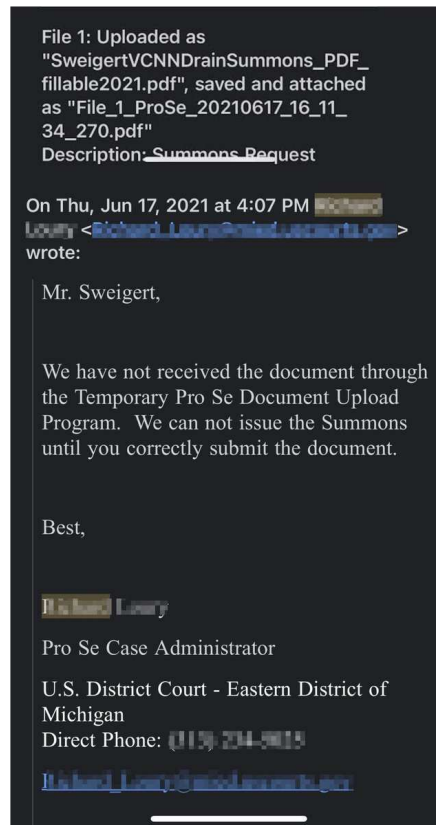 File 1: Uploaded as
"SweigertVCNNDrainSummons_PDF_
fillable2021.pdf", saved and attached
as "File_1_ProSe_20210617_16_11_
34_270.pdf"
Description: Summons Request
On Thu, Jun 17, 2021 at 4:07 PM
< >
wrote:
Mr. Sweigert,
We have not received the document through
the Temporary Pro Se Document Upload
Program. We can not issue the Summons
until you correctly submit the document.
Best,
Pro Se Case Administrator
U.S. District Court - Eastern District of
Michigan
Direct Phone: